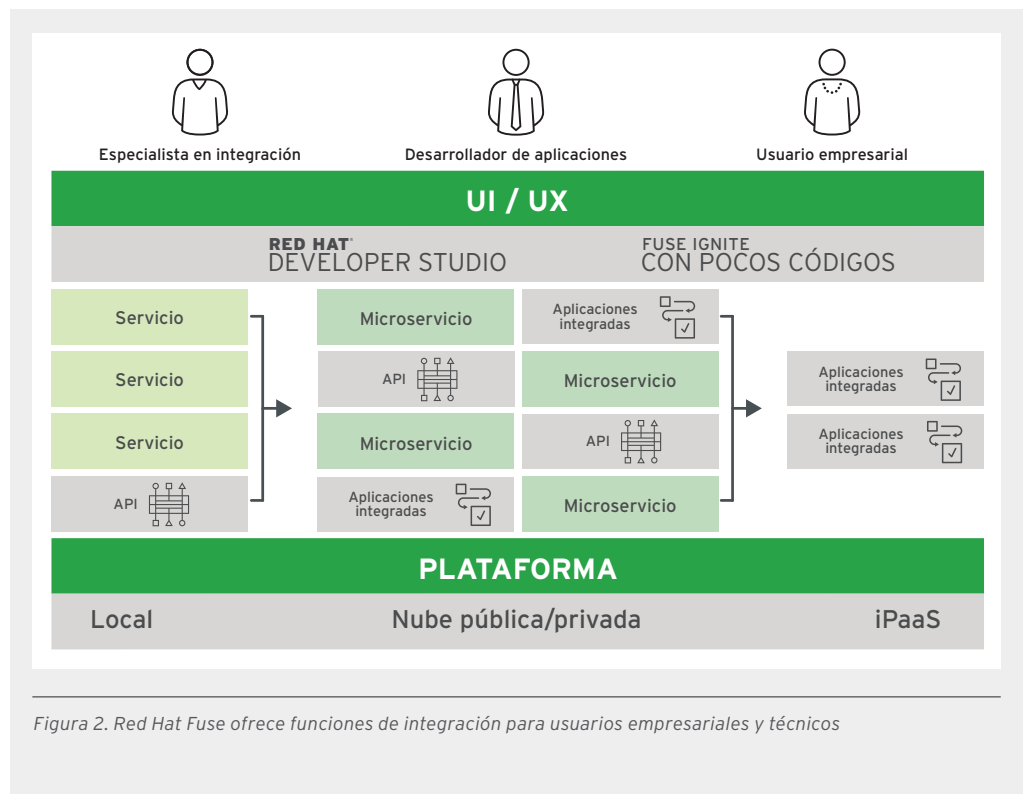 Especialista en integración
Desarrollador de aplicaciones
Usuario empresarial
UI / UX
RED HAT
DEVELOPER STUDIO
FUSE IGNITE
CON POCOS CÓDIGOS
Servicio
Servicio
Servicio
API
Microservicio
API
Microservicio
Aplicaciones
integradas
Aplicaciones
integradas
Microservicio
API
Microservicio
Aplicaciones
integradas
Aplicaciones
integradas
PLATAFORMA
Local
Nube pública/privada
iPaaS
Figura 2. Red Hat Fuse ofrece funciones de integración para usuarios empresariales y técnicos